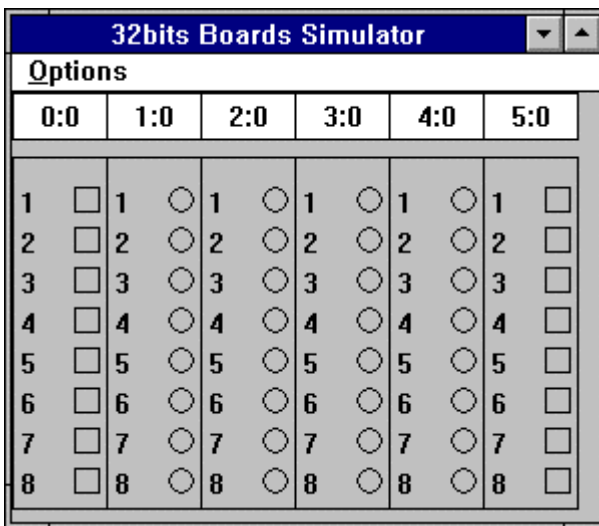 32bits Boards Simulator
Options
0:0 1:0 2:0 3:0 4:0 5:0
1 1 1 1 1 1
2 2 2 2 2 2
3 3 3 3 3 3
4 4 4 4 4 4
5 5 5 5 5 5
6 6 6 6 6 6
7 7 7 7 7 7
8 8 8 8 8 8